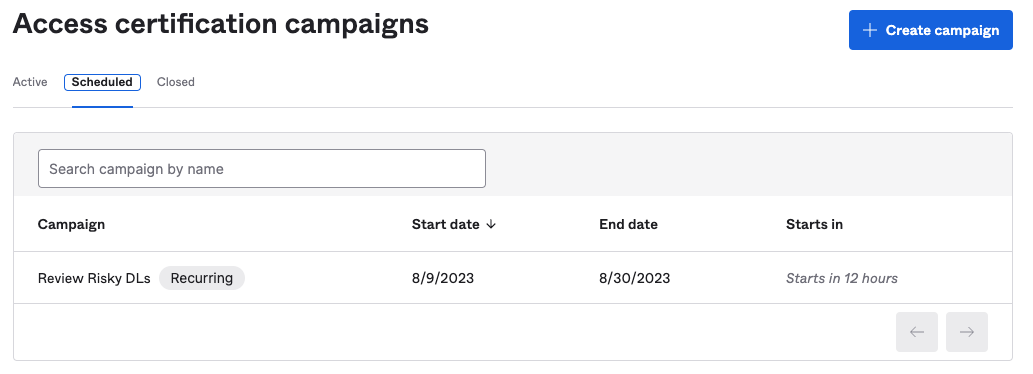 Access certification campaigns
Create campaign
Active Scheduled Closed
Search campaign by name
Campaign Start date End date Starts in
Review Risky DLs Recurring 8/9/2023 8/30/2023 Starts in 12 hours